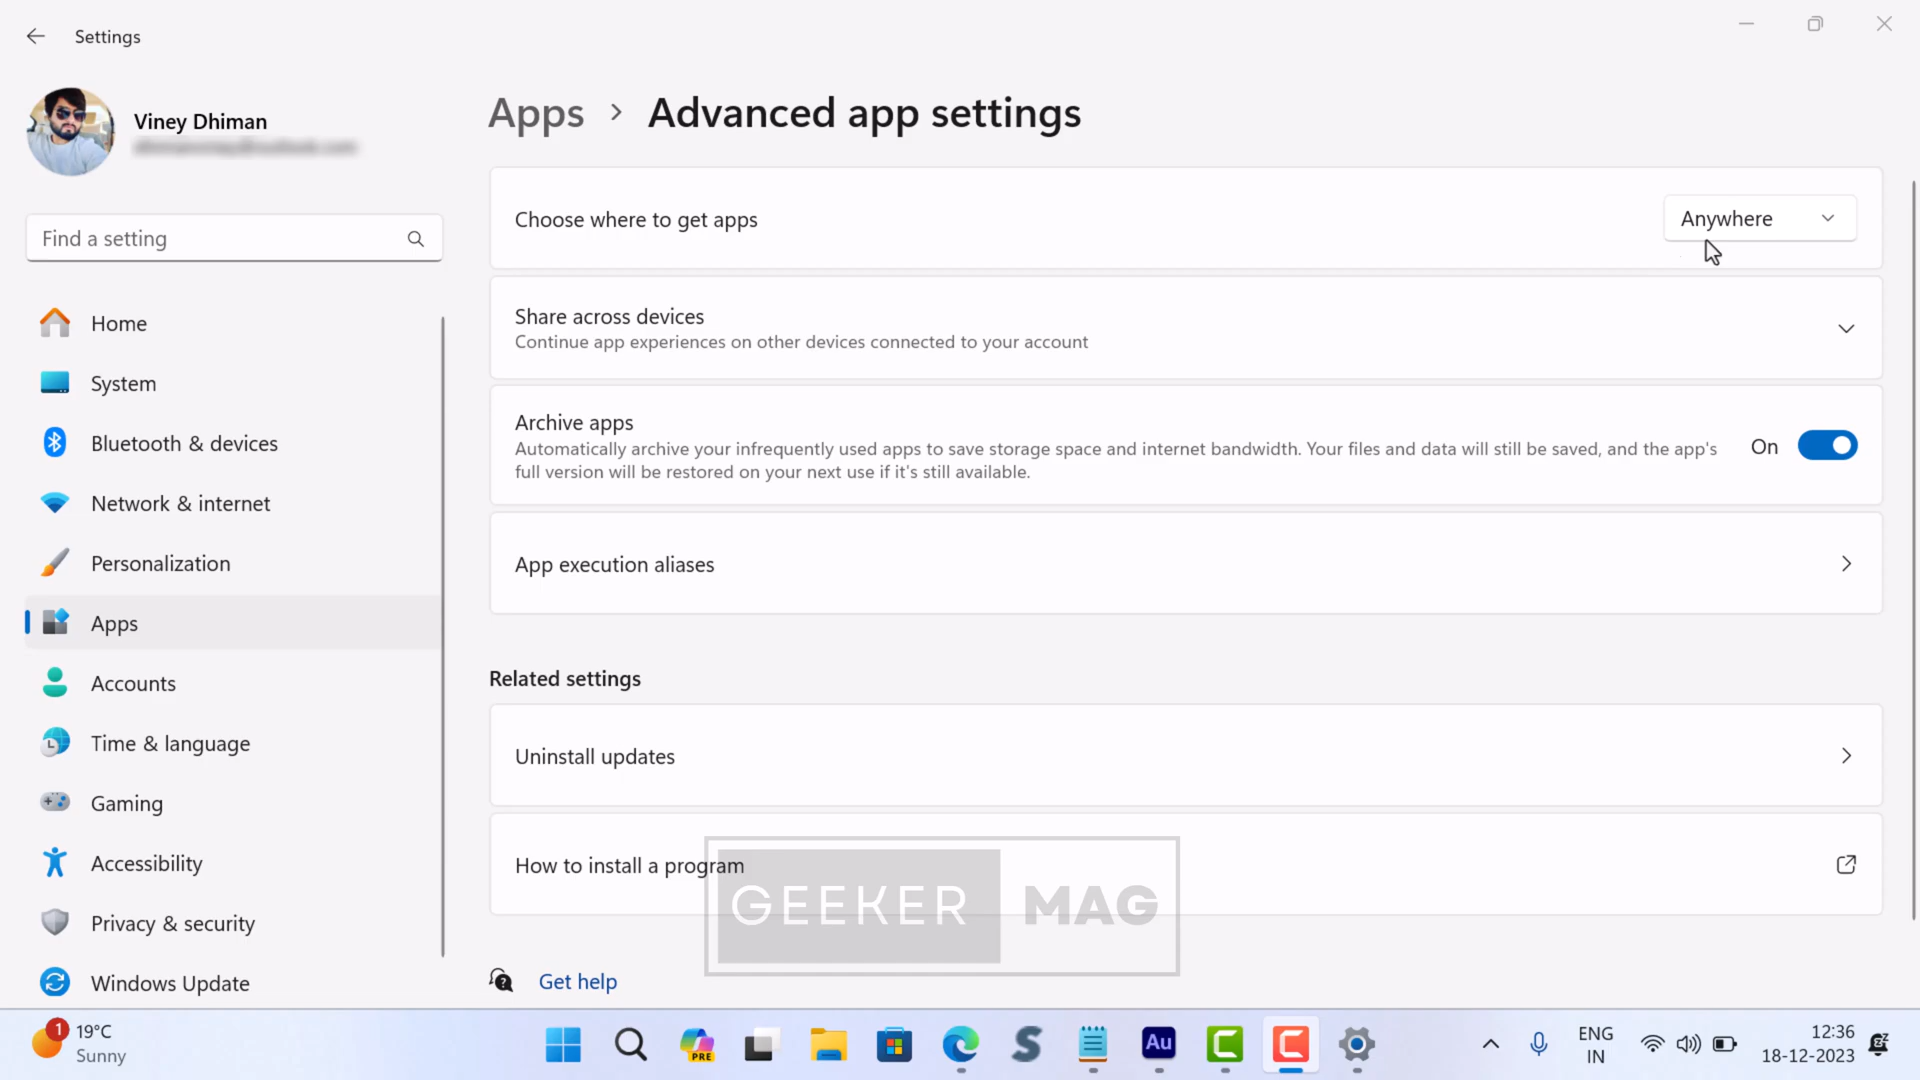 Settings
Viney Dhiman
Find a setting
Home
System
Bluetooth & devices
Network & internet
Personalization
Apps
Accounts
Time & language
Gaming
Accessibility
Privacy & security
Windows Update
Apps > Advanced app settings
Choose where to get apps
Anywhere
Share across devices
Continue app experiences on other devices connected to your account
Archive apps
Automatically archive your infrequently used apps to save storage space and internet bandwidth. Your files and data will still be saved, and the app's
full version will be restored on your next use if it's still available.
On
App execution aliases
Related settings
Uninstall updates
How to install a program
GEEKER MAG
Get help
1
19°C
Sunny
PRE
S
Au
ENG
IN
12:36
18-12-2023